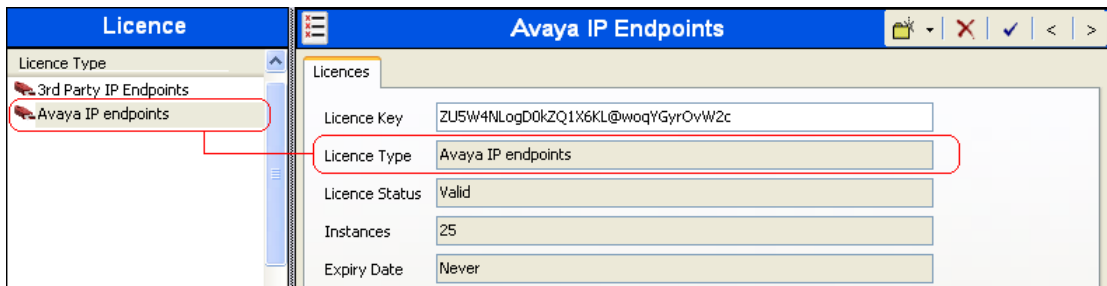 Licence
Licence Type
3rd Party IP Endpoints
Avaya IP endpoints
Avaya IP Endpoints
Licences
Licence Key ZU5W4NLogD0kZQ1X6KL@woqYGyrOvW2c
Licence Type Avaya IP endpoints
Licence Status Valid
Instances 25
Expiry Date Never